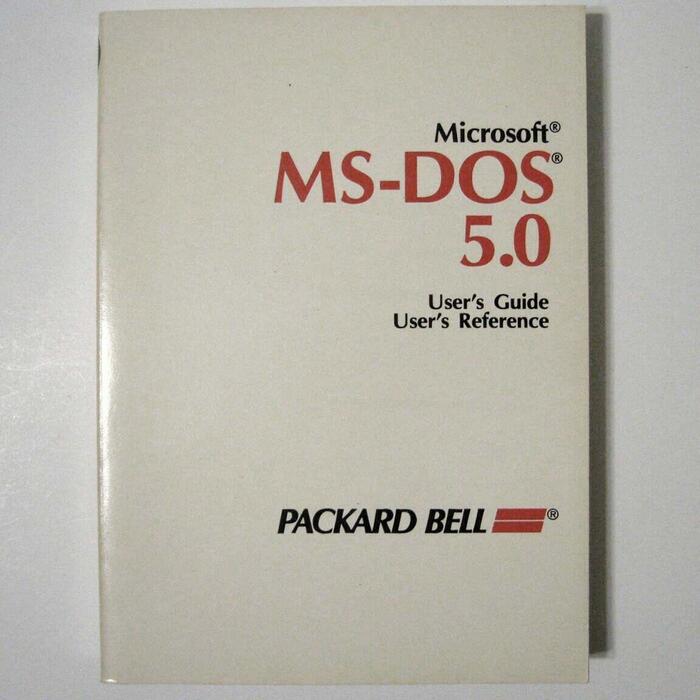 Microsoft®
MS-DOS®
5.0
User's Guide
User's Reference
PACKARD BELL ®